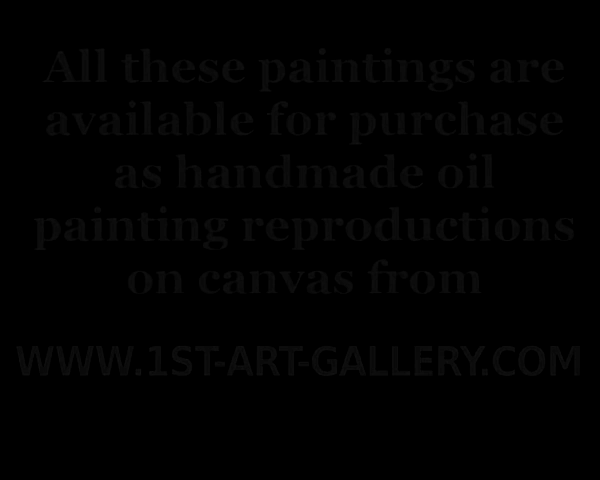 All these paintings are
available for purchase
as handmade oil
painting reproductions
on canvas from
WWW.1ST-ART-GALLERY.COM